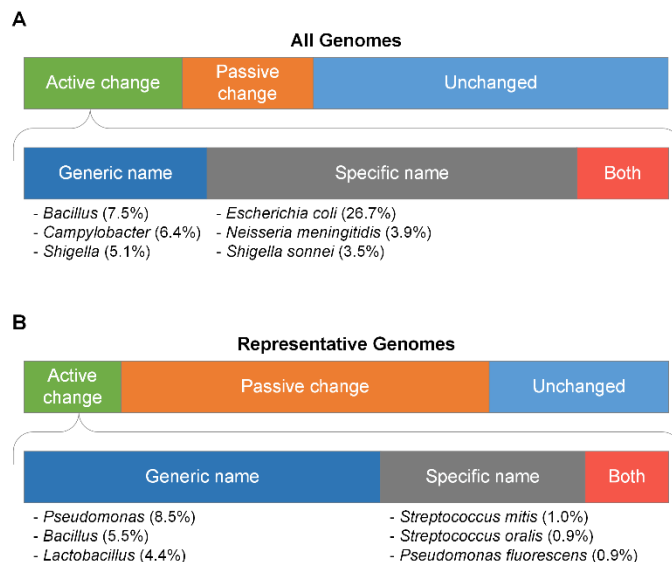 A
All Genomes
Active change
Passive
change
Unchanged
Generic name
Specific name
Both
- Bacillus (7.5%)
- Campylobacter (6.4%)
- Shigella (5.1%)
- Escherichia coli (26.7%)
- Neisseria meningitidis (3.9%)
- Shigella sonnei (3.5%)
B
Representative Genomes
Active
change
Passive change
Unchanged
Generic name
Specific name
Both
- Pseudomonas (8.5%)
- Bacillus (5.5%)
- Lactobacillus (4.4%)
- Streptococcus mitis (1.0%)
- Streptococcus oralis (0.9%)
- Pseudomonas fluorescens (0.9%)